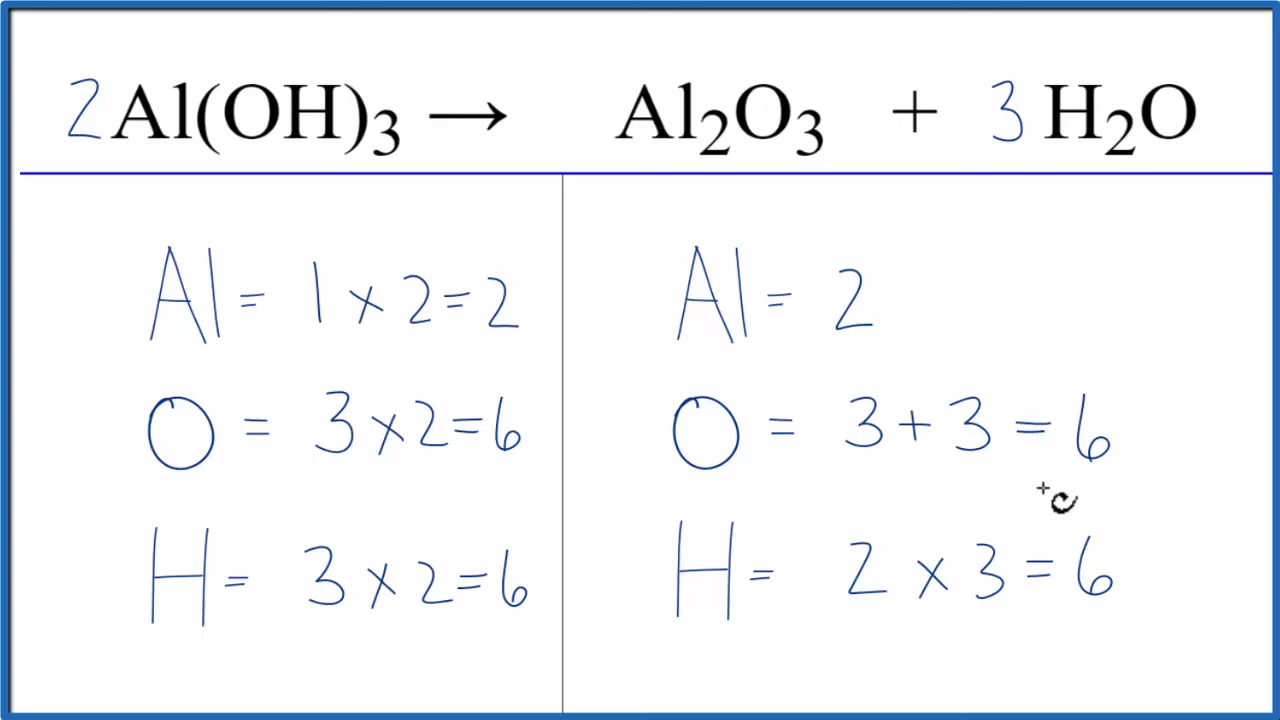 2Al(OH)₃ → Al₂O₃ + 3H₂O
Al = 1 × 2 = 2
Al = 2
O = 3 × 2 = 6
O = 3 + 3 = 6
H = 3 × 2 = 6
H = 2 × 3 = 6